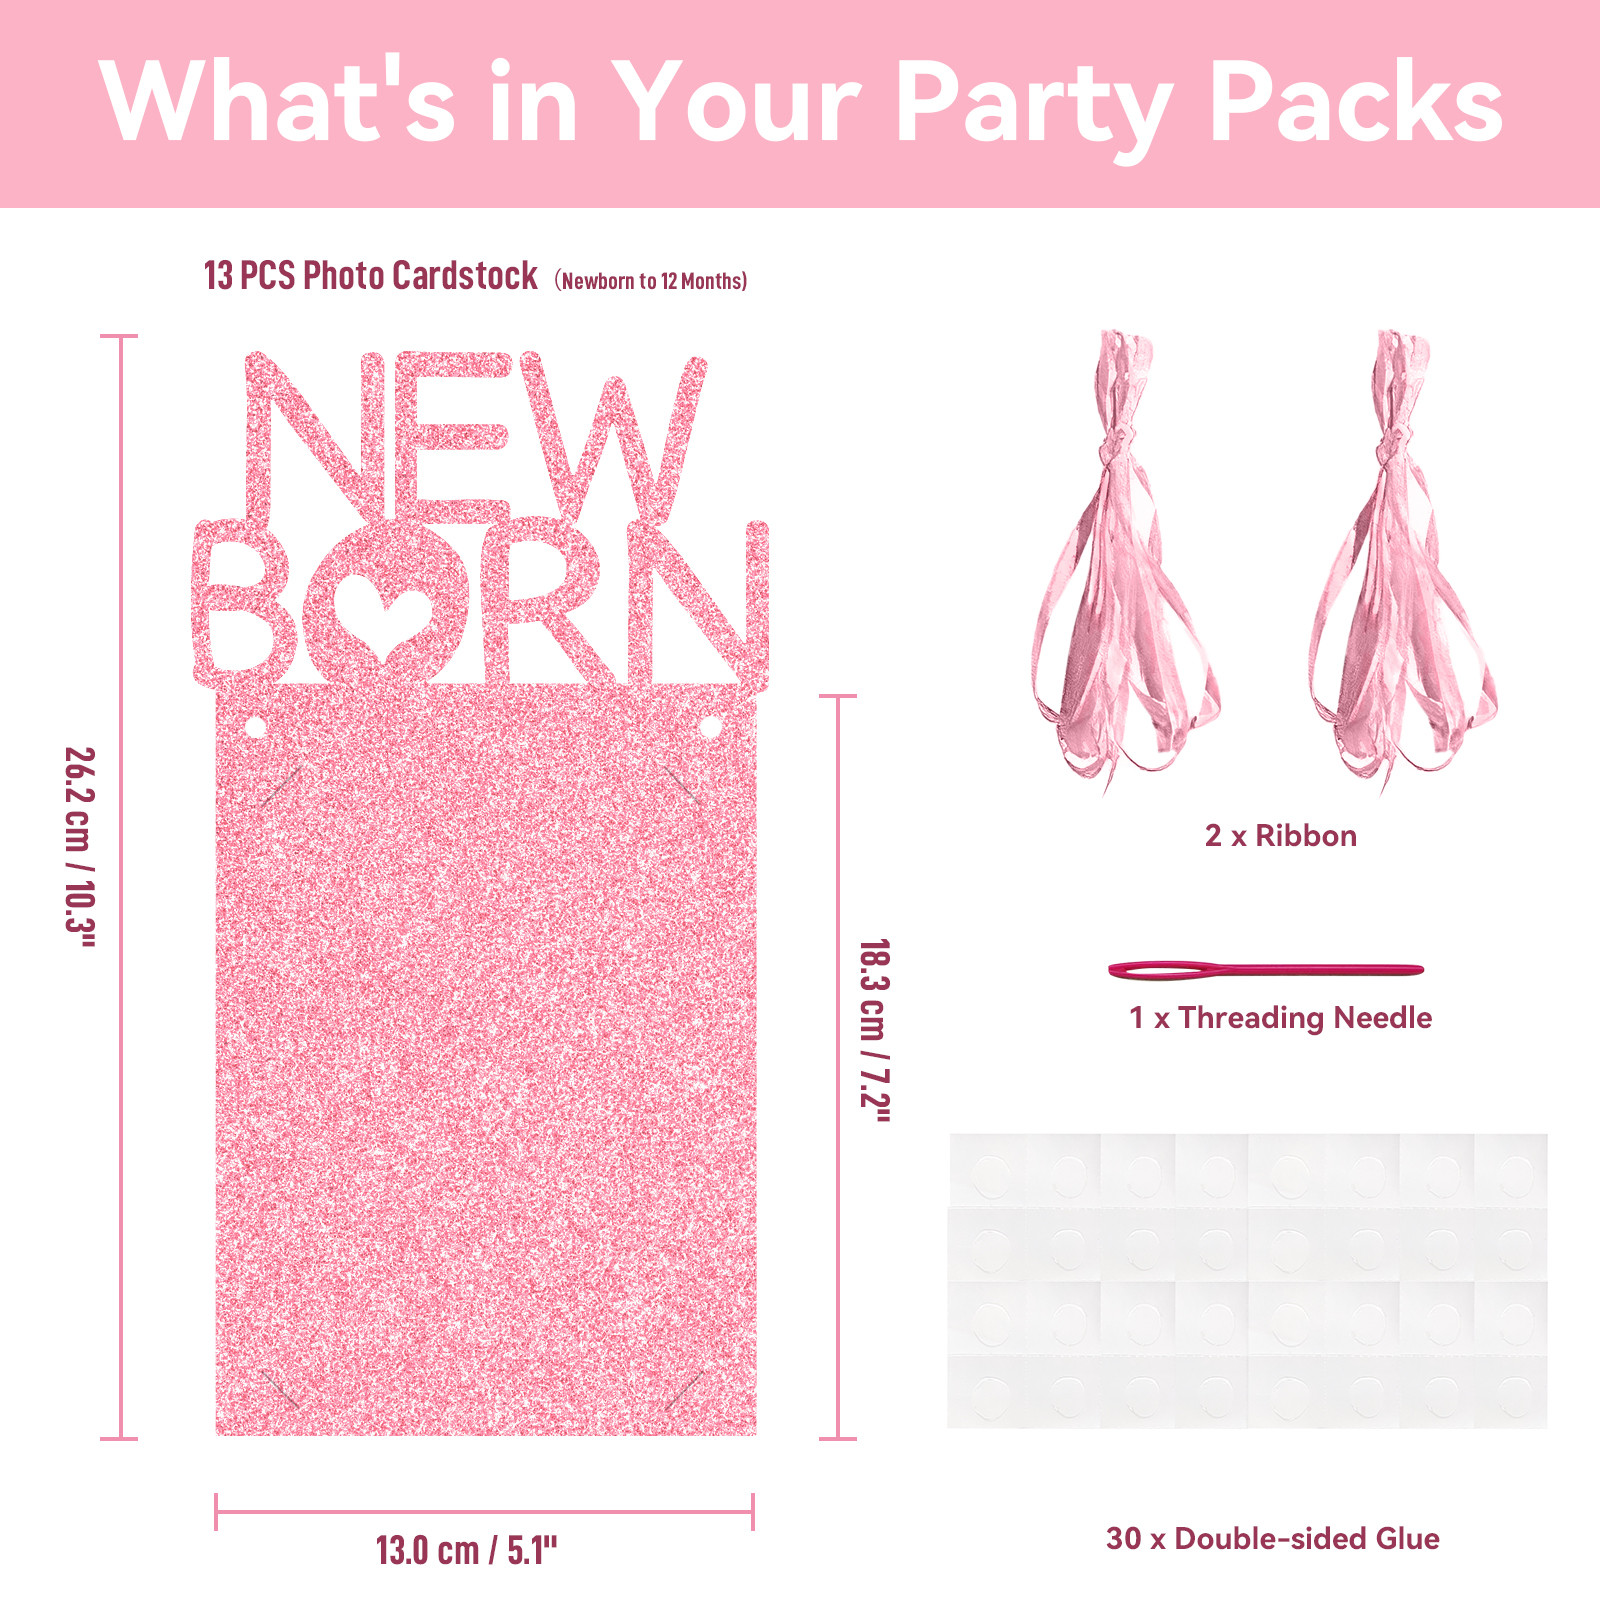 What's in Your Party Packs
13 PCS Photo Cardstock （Newborn to 12 Months)
NEW
BORN
26.2 cm / 10.3"
18.3 cm / 7.2"
13.0 cm / 5.1"
2 x Ribbon
1 x Threading Needle
30 x Double-sided Glue